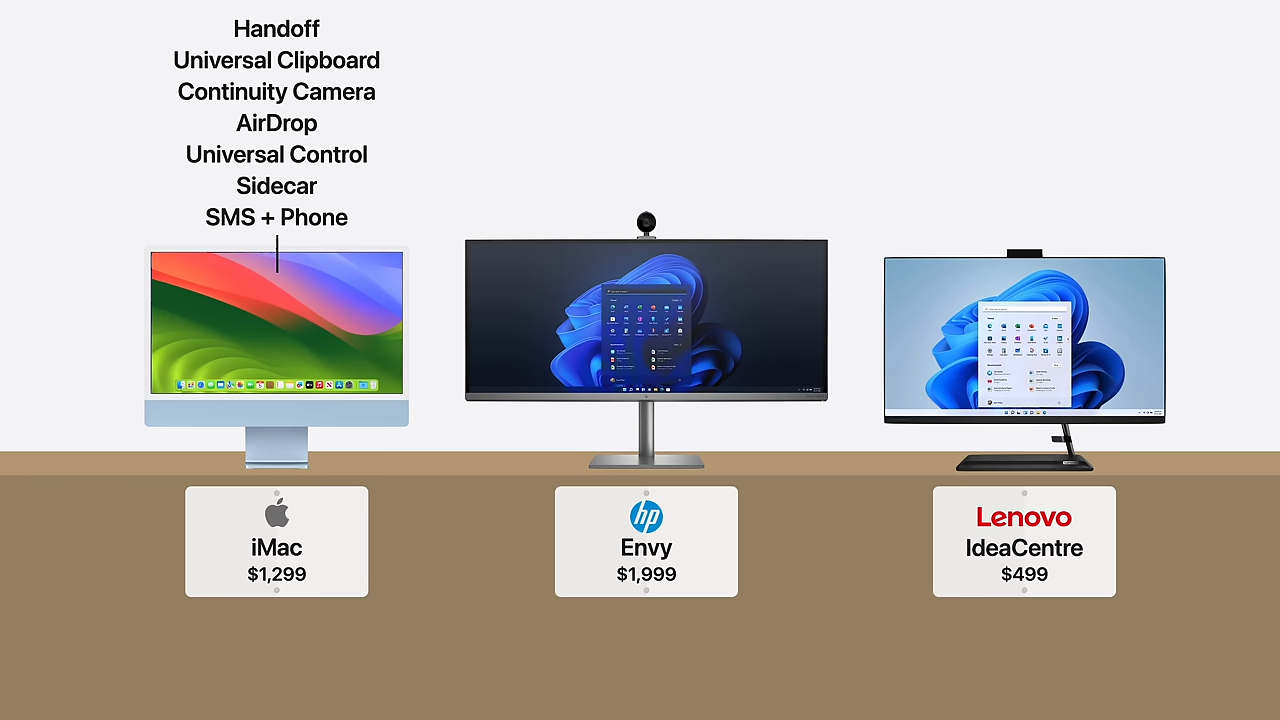 Handoff
Universal Clipboard
Continuity Camera
AirDrop
Universal Control
Sidecar
SMS + Phone
hp
Lenovo
iMac
Envy
IdeaCentre
$1,299
$1,999
$499